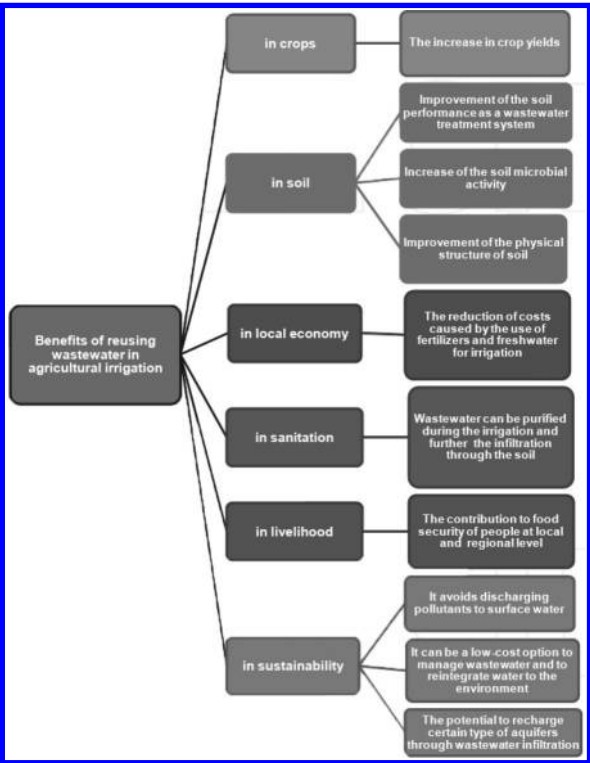 in crops
The increase in crop yields
in soil
Improvement of the soil
performance as a wastewater
treatment system
Increase of the soil microbial
activity
Improvement of the physical
structure of soil
Benefits of reusing
wastewater in
agricultural irrigation
in local economy
The reduction of costs
caused by the use of
fertilizers and freshwater
for irrigation
in sanitation
Wastewater can be purified
during the irrigation and
further the infiltration
through the soil
in livelihood
The contribution to food
security of people at local
and regional level
in sustainability
It avoids discharging
pollutants to surface water
It can be a low-cost option to
manage wastewater and to
reintegrate water to the
environment
The potential to recharge
certain type of aquifers
through wastewater infiltration